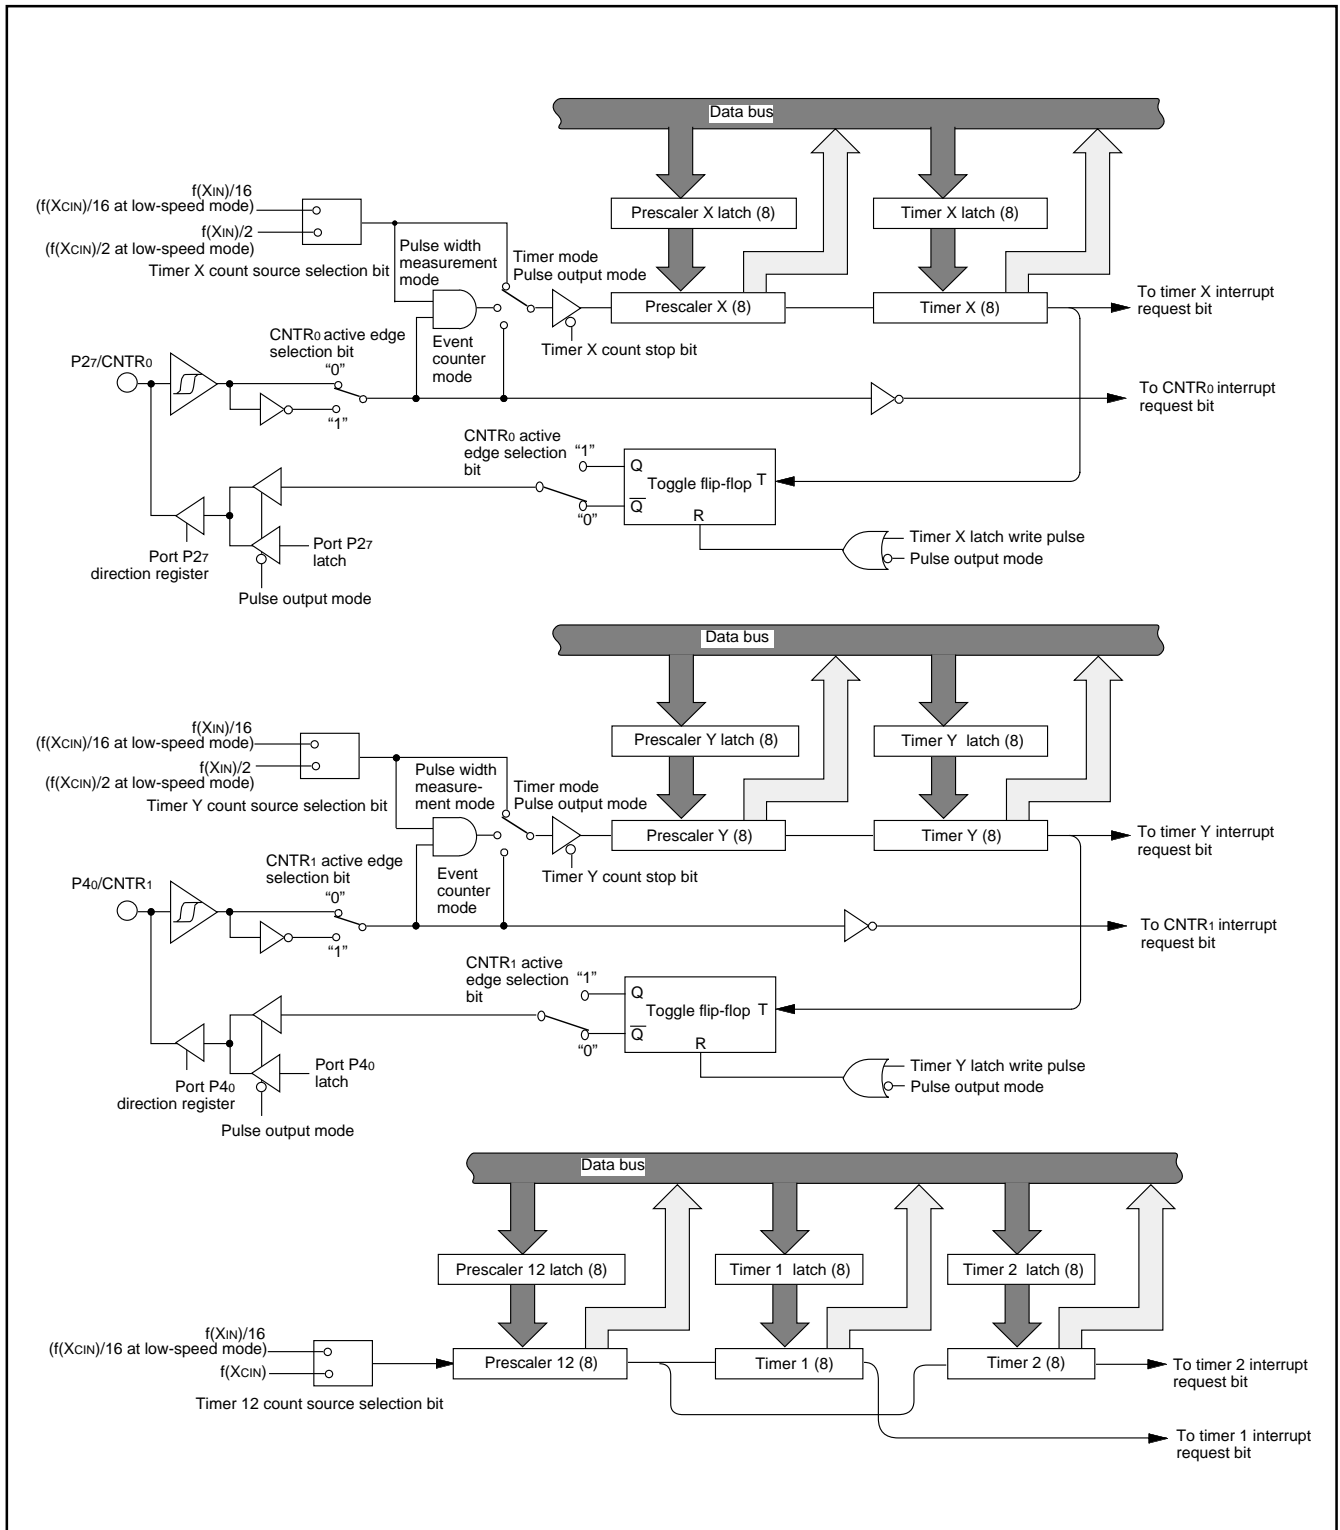 Data bus
f(XIN)/16
(f(XCIN)/16 at low-speed mode)
f(XIN)/2
(f(XCIN)/2 at low-speed mode)
Timer X count source selection bit
Prescaler X latch (8)
Timer X latch (8)
Pulse width
measurement
mode
Timer mode
Pulse output mode
Prescaler X (8)
Timer X (8)
To timer X interrupt
request bit
Timer X count stop bit
CNTR0 active edge
selection bit
"0"
Event
counter
mode
P27/CNTR0
"1"
To CNTR0 interrupt
request bit
CNTR0 active
edge selection
bit
"1"
Q
Toggle flip-flop
T
Q
"0"
R
Port P27
latch
Port P27
direction register
Pulse output mode
Timer X latch write pulse
Pulse output mode
Data bus
f(XIN)/16
(f(XCIN)/16 at low-speed mode)
f(XIN)/2
(f(XCIN)/2 at low-speed mode)
Timer Y count source selection bit
Prescaler Y latch (8)
Timer Y latch (8)
Pulse width
measure-
ment mode
Timer mode
Pulse output mode
Prescaler Y (8)
Timer Y (8)
To timer Y interrupt
request bit
Timer Y count stop bit
CNTR1 active edge
selection bit
"0"
Event
counter
mode
P40/CNTR1
"1"
To CNTR1 interrupt
request bit
CNTR1 active
edge selection
bit
"1"
Q
Toggle flip-flop
T
Q
"0"
R
Port P40
latch
Port P40
direction register
Pulse output mode
Timer Y latch write pulse
Pulse output mode
Data bus
Prescaler 12 latch (8)
Timer 1 latch (8)
Timer 2 latch (8)
f(XIN)/16
(f(XCIN)/16 at low-speed mode)
f(XCIN)
Timer 12 count source selection bit
Prescaler 12 (8)
Timer 1 (8)
Timer 2 (8)
To timer 2 interrupt
request bit
To timer 1 interrupt
request bit